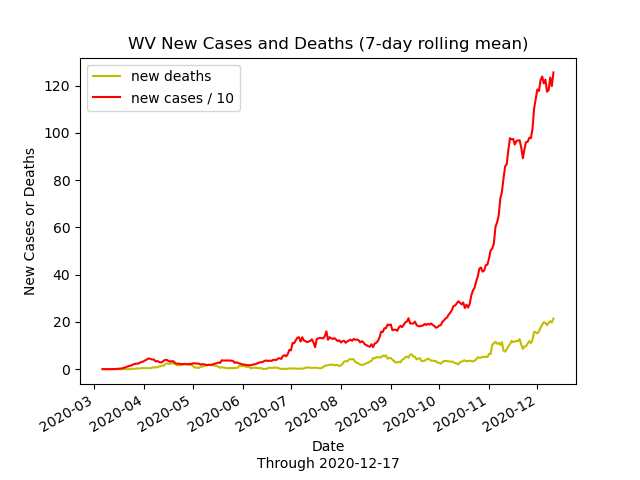 WV New Cases and Deaths (7-day rolling mean)
new deaths
new cases / 10
120
100
80
60
40
20
0
New Cases or Deaths
2020-03
2020-04
2020-05
2020-06
2020-07
2020-08
2020-09
2020-10
2020-11
2020-12
Date
Through 2020-12-17